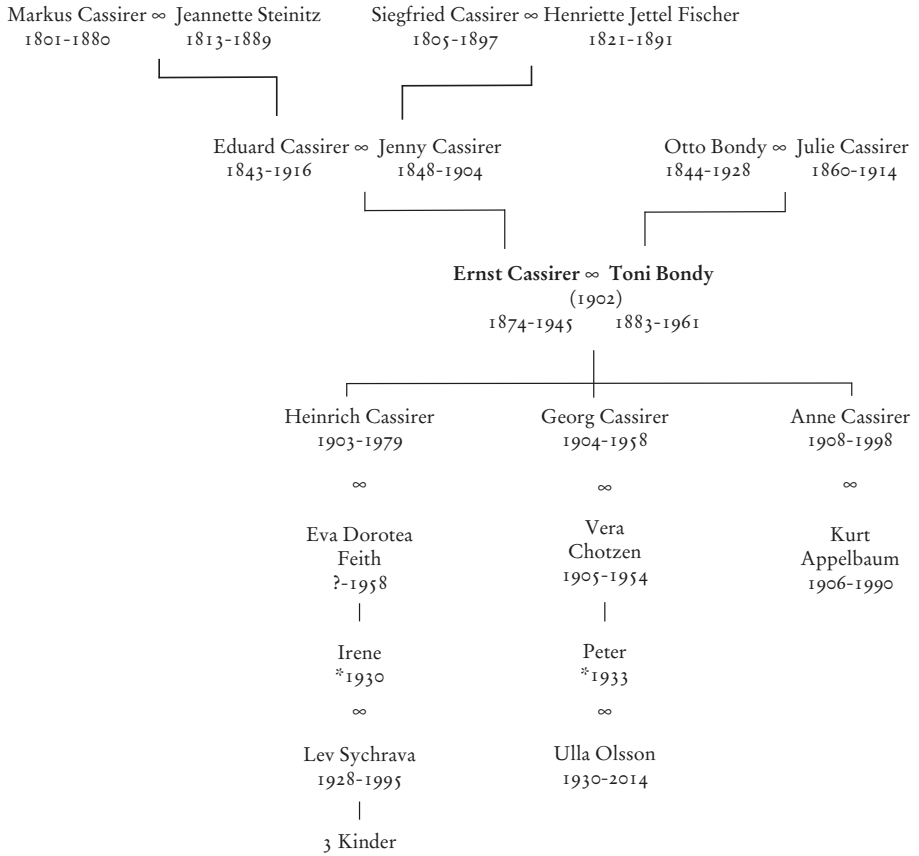 Markus Cassirer ∞ Jeannette Steinitz
1801-1880 1813-1889
Siegfried Cassirer ∞ Henriette Jettel Fischer
1805-1897 1821-1891
Eduard Cassirer ∞ Jenny Cassirer
1843-1916 1848-1904
Otto Bondy ∞ Julie Cassirer
1844-1928 1860-1914
Ernst Cassirer ∞ Toni Bondy
(1902)
1874-1945 1883-1961
Heinrich Cassirer
1903-1979
∞
Eva Dorotea
Feith
?-1958
Irene
*1930
∞
Lev Sychrava
1928-1995
3 Kinder
Georg Cassirer
1904-1958
∞
Vera
Chotzen
1905-1954
Peter
*1933
∞
Ulla Olsson
1930-2014
Anne Cassirer
1908-1998
∞
Kurt
Appelbaum
1906-1990